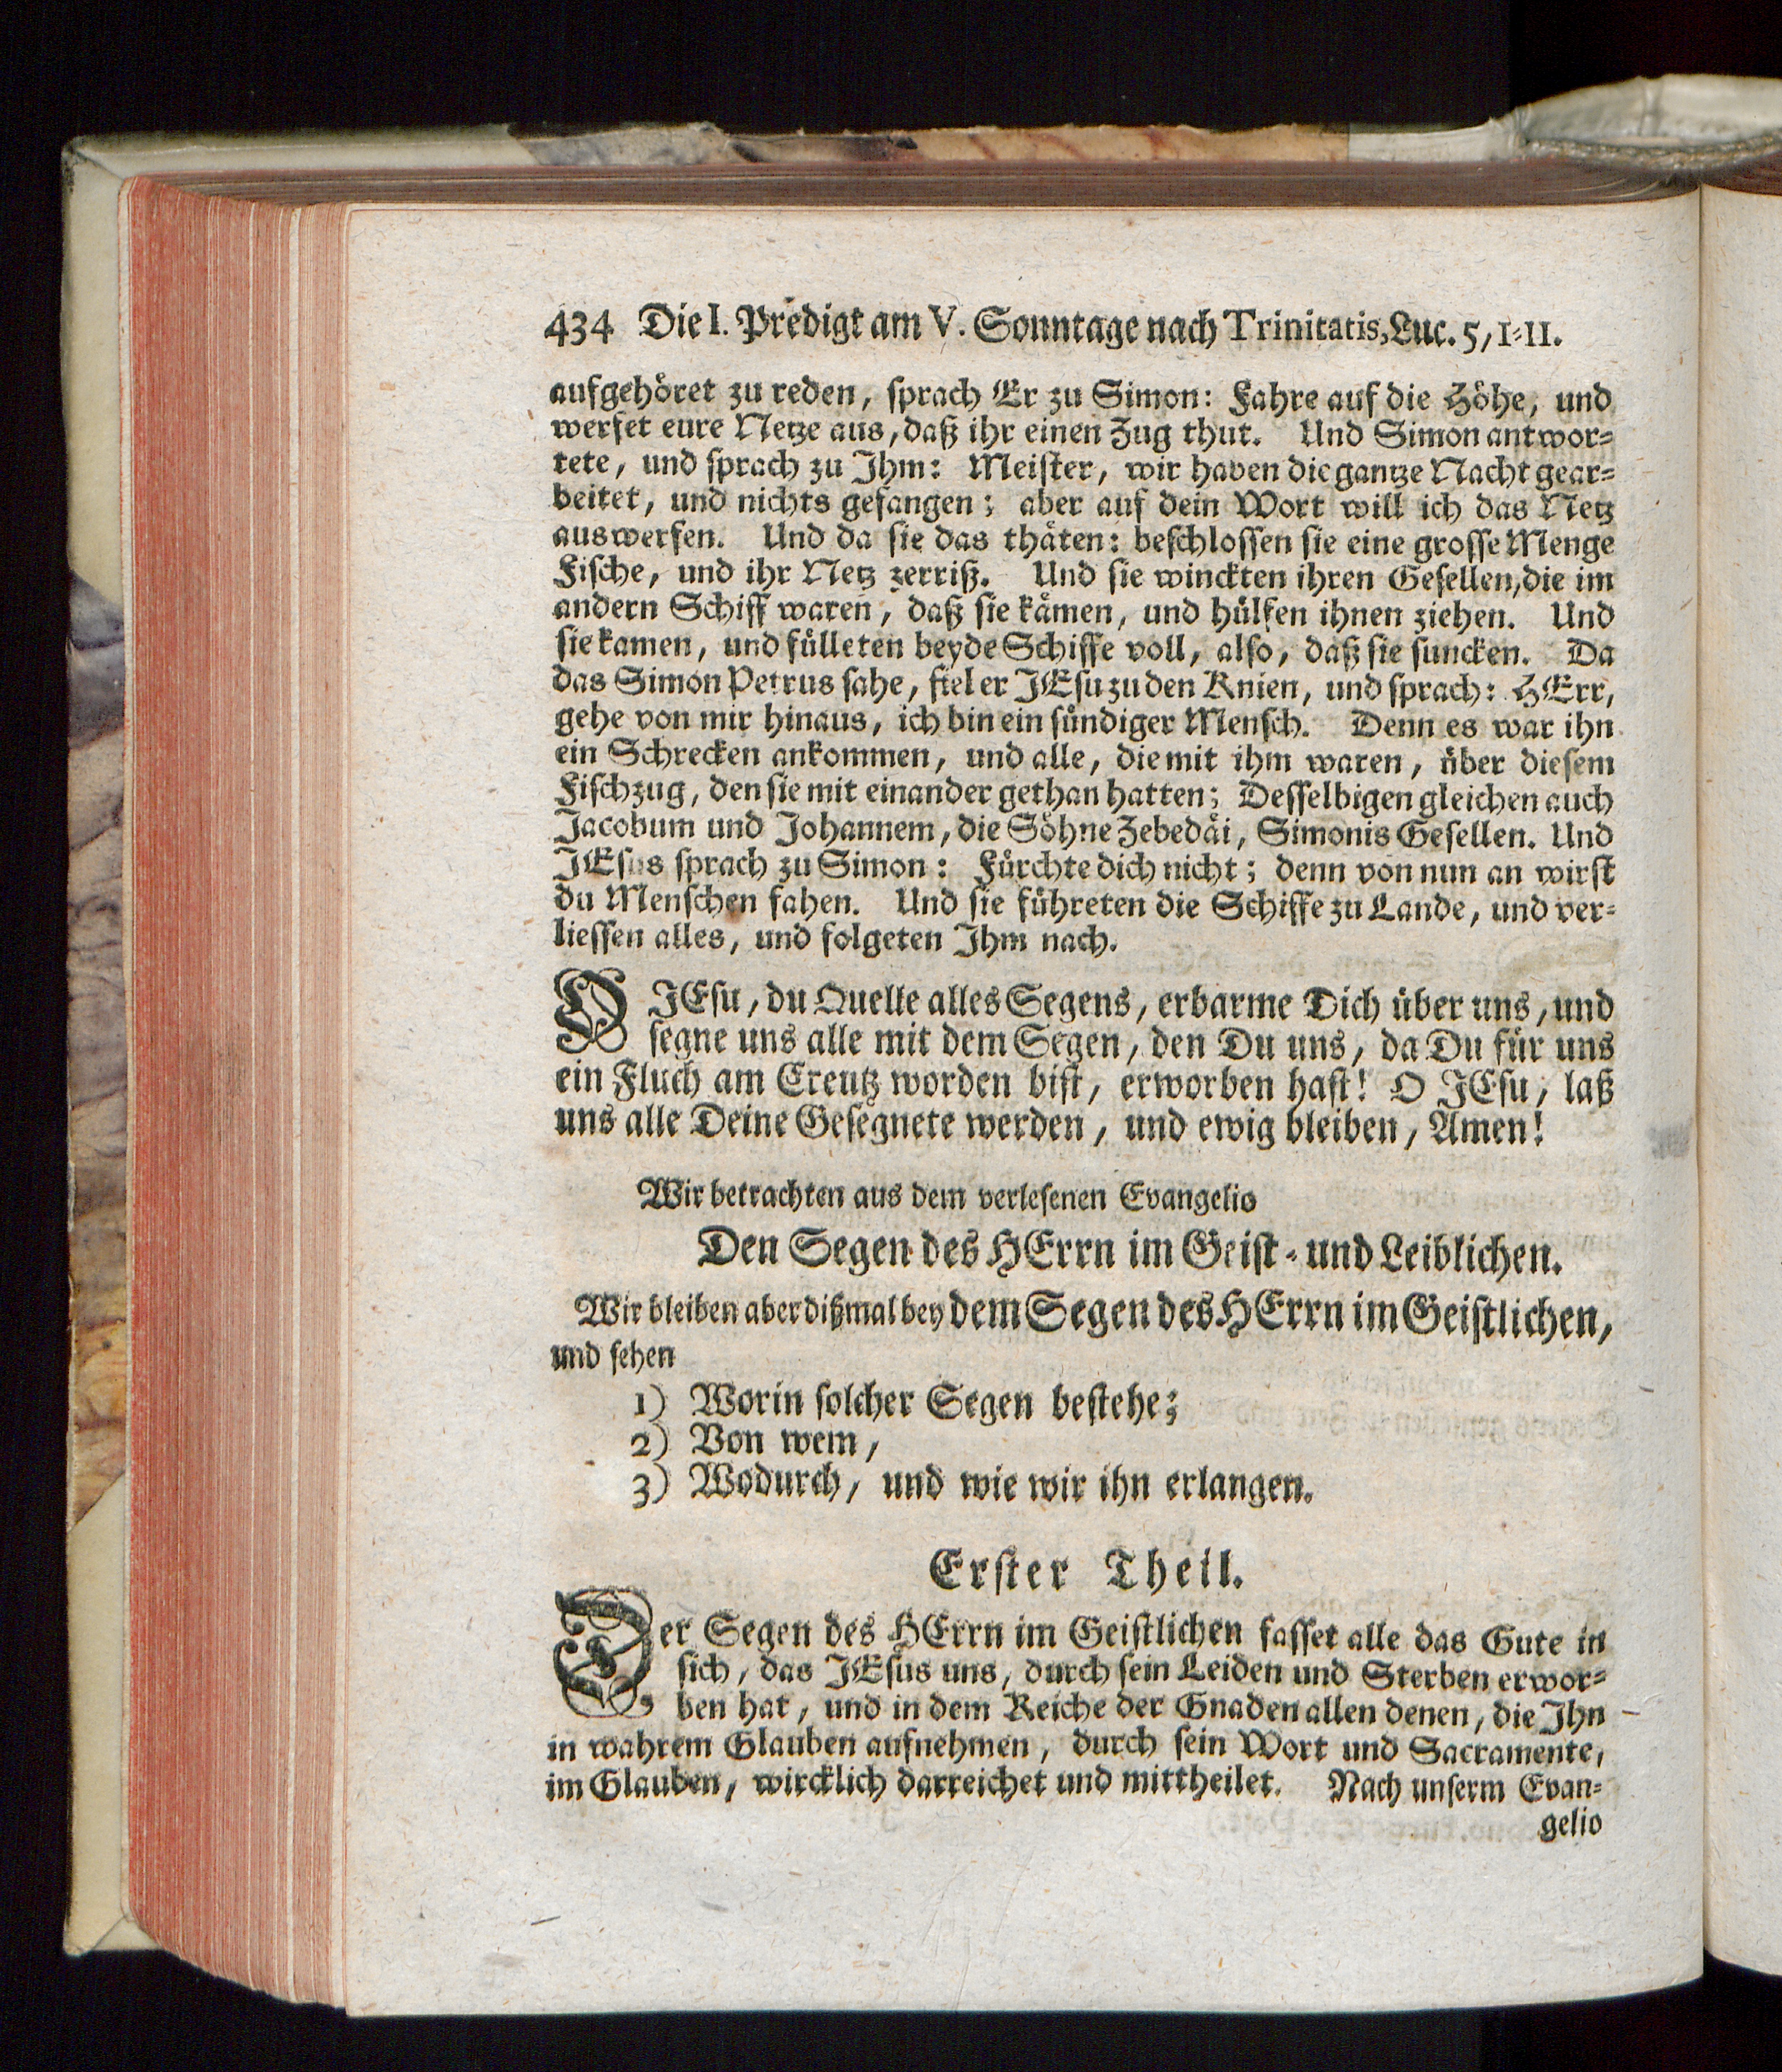 434 Die I. Predigt am V. Sonntage nach Trinitatis, Luc. 5, 1-11.
aufgehöret zu reden, sprach Er zu Simon: Fahre auf die Höhe, und
werfet eure Netze aus, daß ihr einen Zug thut. Und Simon antwor-
tete, und sprach zu Ihm: Meister, wir haben die gantze Nacht gear-
beitet, und nichts gefangen; aber auf dein Wort will ich das Netz
auswerfen. Und da sie das thäten: beschlossen sie eine grosse Menge
Fische, und ihr Netz zerriß. Und sie winckten ihren Gesellen, die im
andern Schiff waren, daß sie kämen, und hülfen ihnen ziehen. Und
sie kamen, und fülleten beyde Schiffe voll, also, daß sie suncken. Da
das Simon Petrus sahe, fiel er JEsu zu den Knien, und sprach: HErr,
gehe von mir hinaus, ich bin ein sündiger Mensch. Denn es war ihn
ein Schrecken ankommen, und alle, die mit ihm waren, über diesem
Fischzug, den sie mit einander gethan hatten; Desselbigen gleichen auch
Jacobum und Johannem, die Söhne Zebedäi, Simonis Gesellen. Und
JEsus sprach zu Simon: Fürchte dich nicht; denn von nun an wirst
du Menschen fahen. Und sie führeten die Schiffe zu Lande, und ver-
liessen alles, und folgeten Ihm nach.
O JEsu, du Quelle alles Segens, erbarme Dich über uns, und
segne uns alle mit dem Segen, den Du uns, da Du für uns
ein Fluch am Creutz worden bist, erworben hast! O JEsu, laß
uns alle Deine Gesegnete werden, und ewig bleiben, Amen!
Wir betrachten aus dem verlesenen Evangelio
Den Segen des HErrn im Geist- und Leiblichen.
Wir bleiben aber dißmal bey dem Segen des HErrn im Geistlichen,
und sehen
1) Worin solcher Segen bestehe;
2) Von wem,
3) Wodurch, und wie wir ihn erlangen.
Erster Theil.
Der Segen des HErrn im Geistlichen fasset alle das Gute in
sich, das JEsus uns, durch sein Leiden und Sterben erwor-
ben hat, und in dem Reiche der Gnaden allen denen, die Ihn
in wahrem Glauben aufnehmen, durch sein Wort und Sacramente,
im Glauben, wircklich darreichet und mittheilet. Nach unserm Evan-
gelio